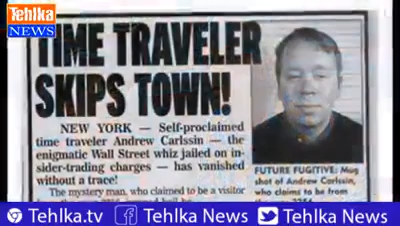 Tehlka
NEWS
TIME TRAVELER
SKIPS TOWN!
NEW YORK — Self-proclaimed
time traveler Andrew Carlssin — the
enigmatic Wall Street whiz jailed on in-
sider-trading charges — has vanished
without a trace!
The mystery man, who claimed to be a visitor
FUTURE FUGITIVE: Mug
shot of Andrew Carlssin,
who claims to be from
Tehlka.tv
Tehlka News
Tehlka News